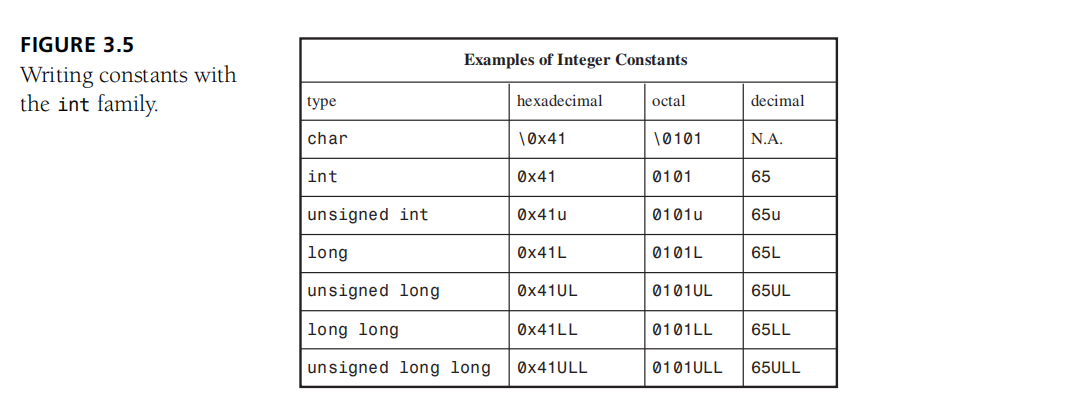 FIGURE 3.5
Writing constants with
the int family.
Examples of Integer Constants
type hexadecimal octal decimal
char \0x41 \0101 N.A.
int 0x41 0101 65
unsigned int 0x41u 0101u 65u
long 0x41L 0101L 65L
unsigned long 0x41UL 0101UL 65UL
long long 0x41LL 0101LL 65LL
unsigned long long 0x41ULL 0101ULL 65ULL